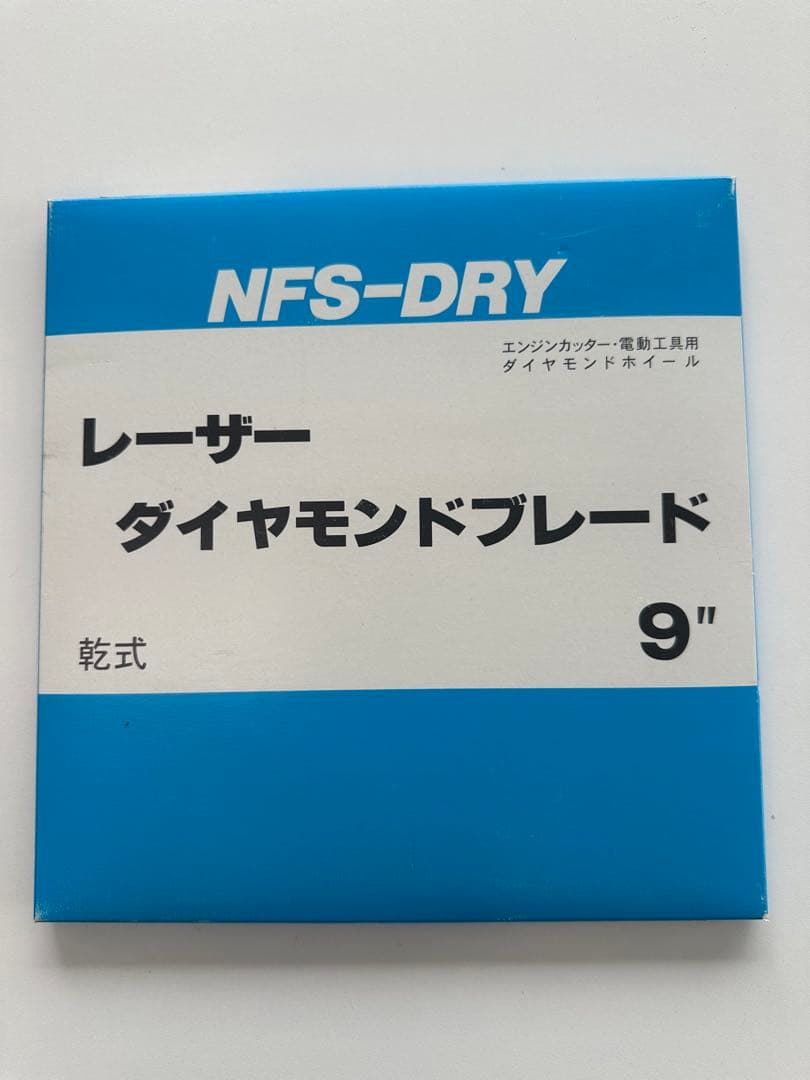 NFS-DRY
エンジンカッター・電動工具用
ダイヤモンドホイール
レーザー
ダイヤモンドブレード
9"
乾式